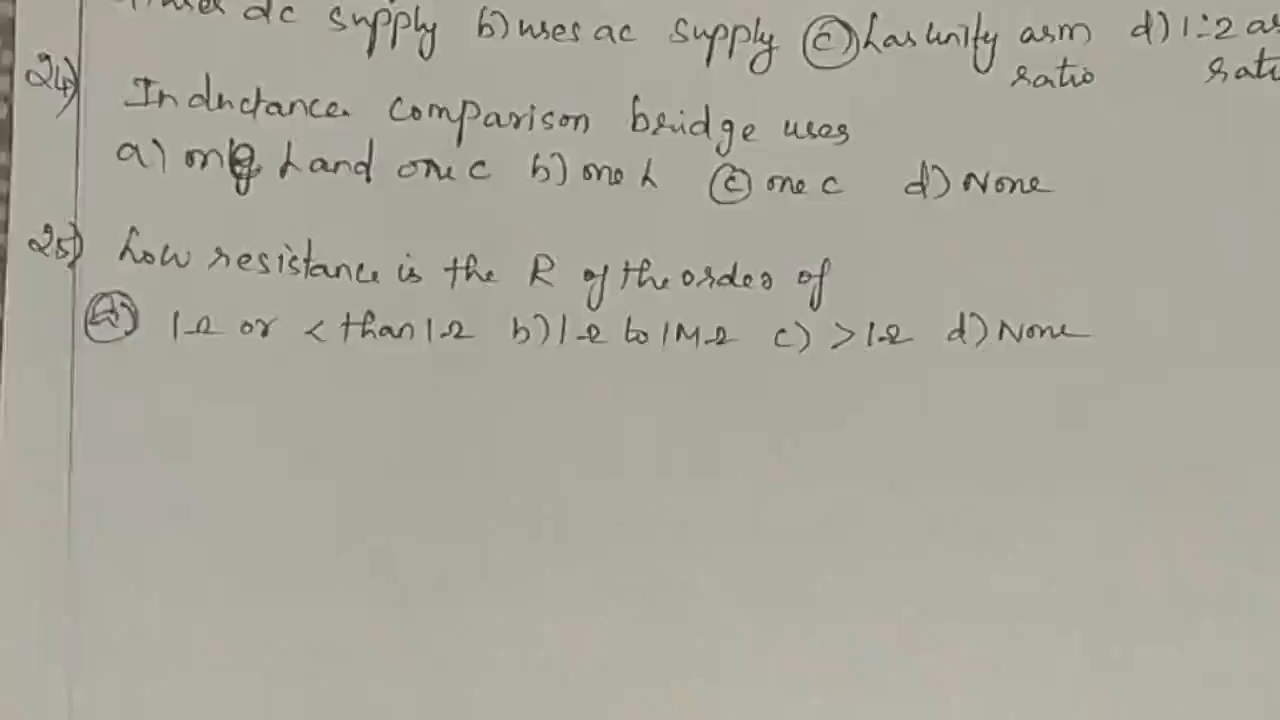 dc supply b) uses ac supply c) has unity arm d) 1:2 a
ratio rati
24) Inductance comparison bridge uses
a) one L and one c b) one L c) one c d) None
25) Low resistance is the R of the order of
a) 1Ω or < than 1Ω b) 1Ω to 1MΩ c) > 1Ω d) None